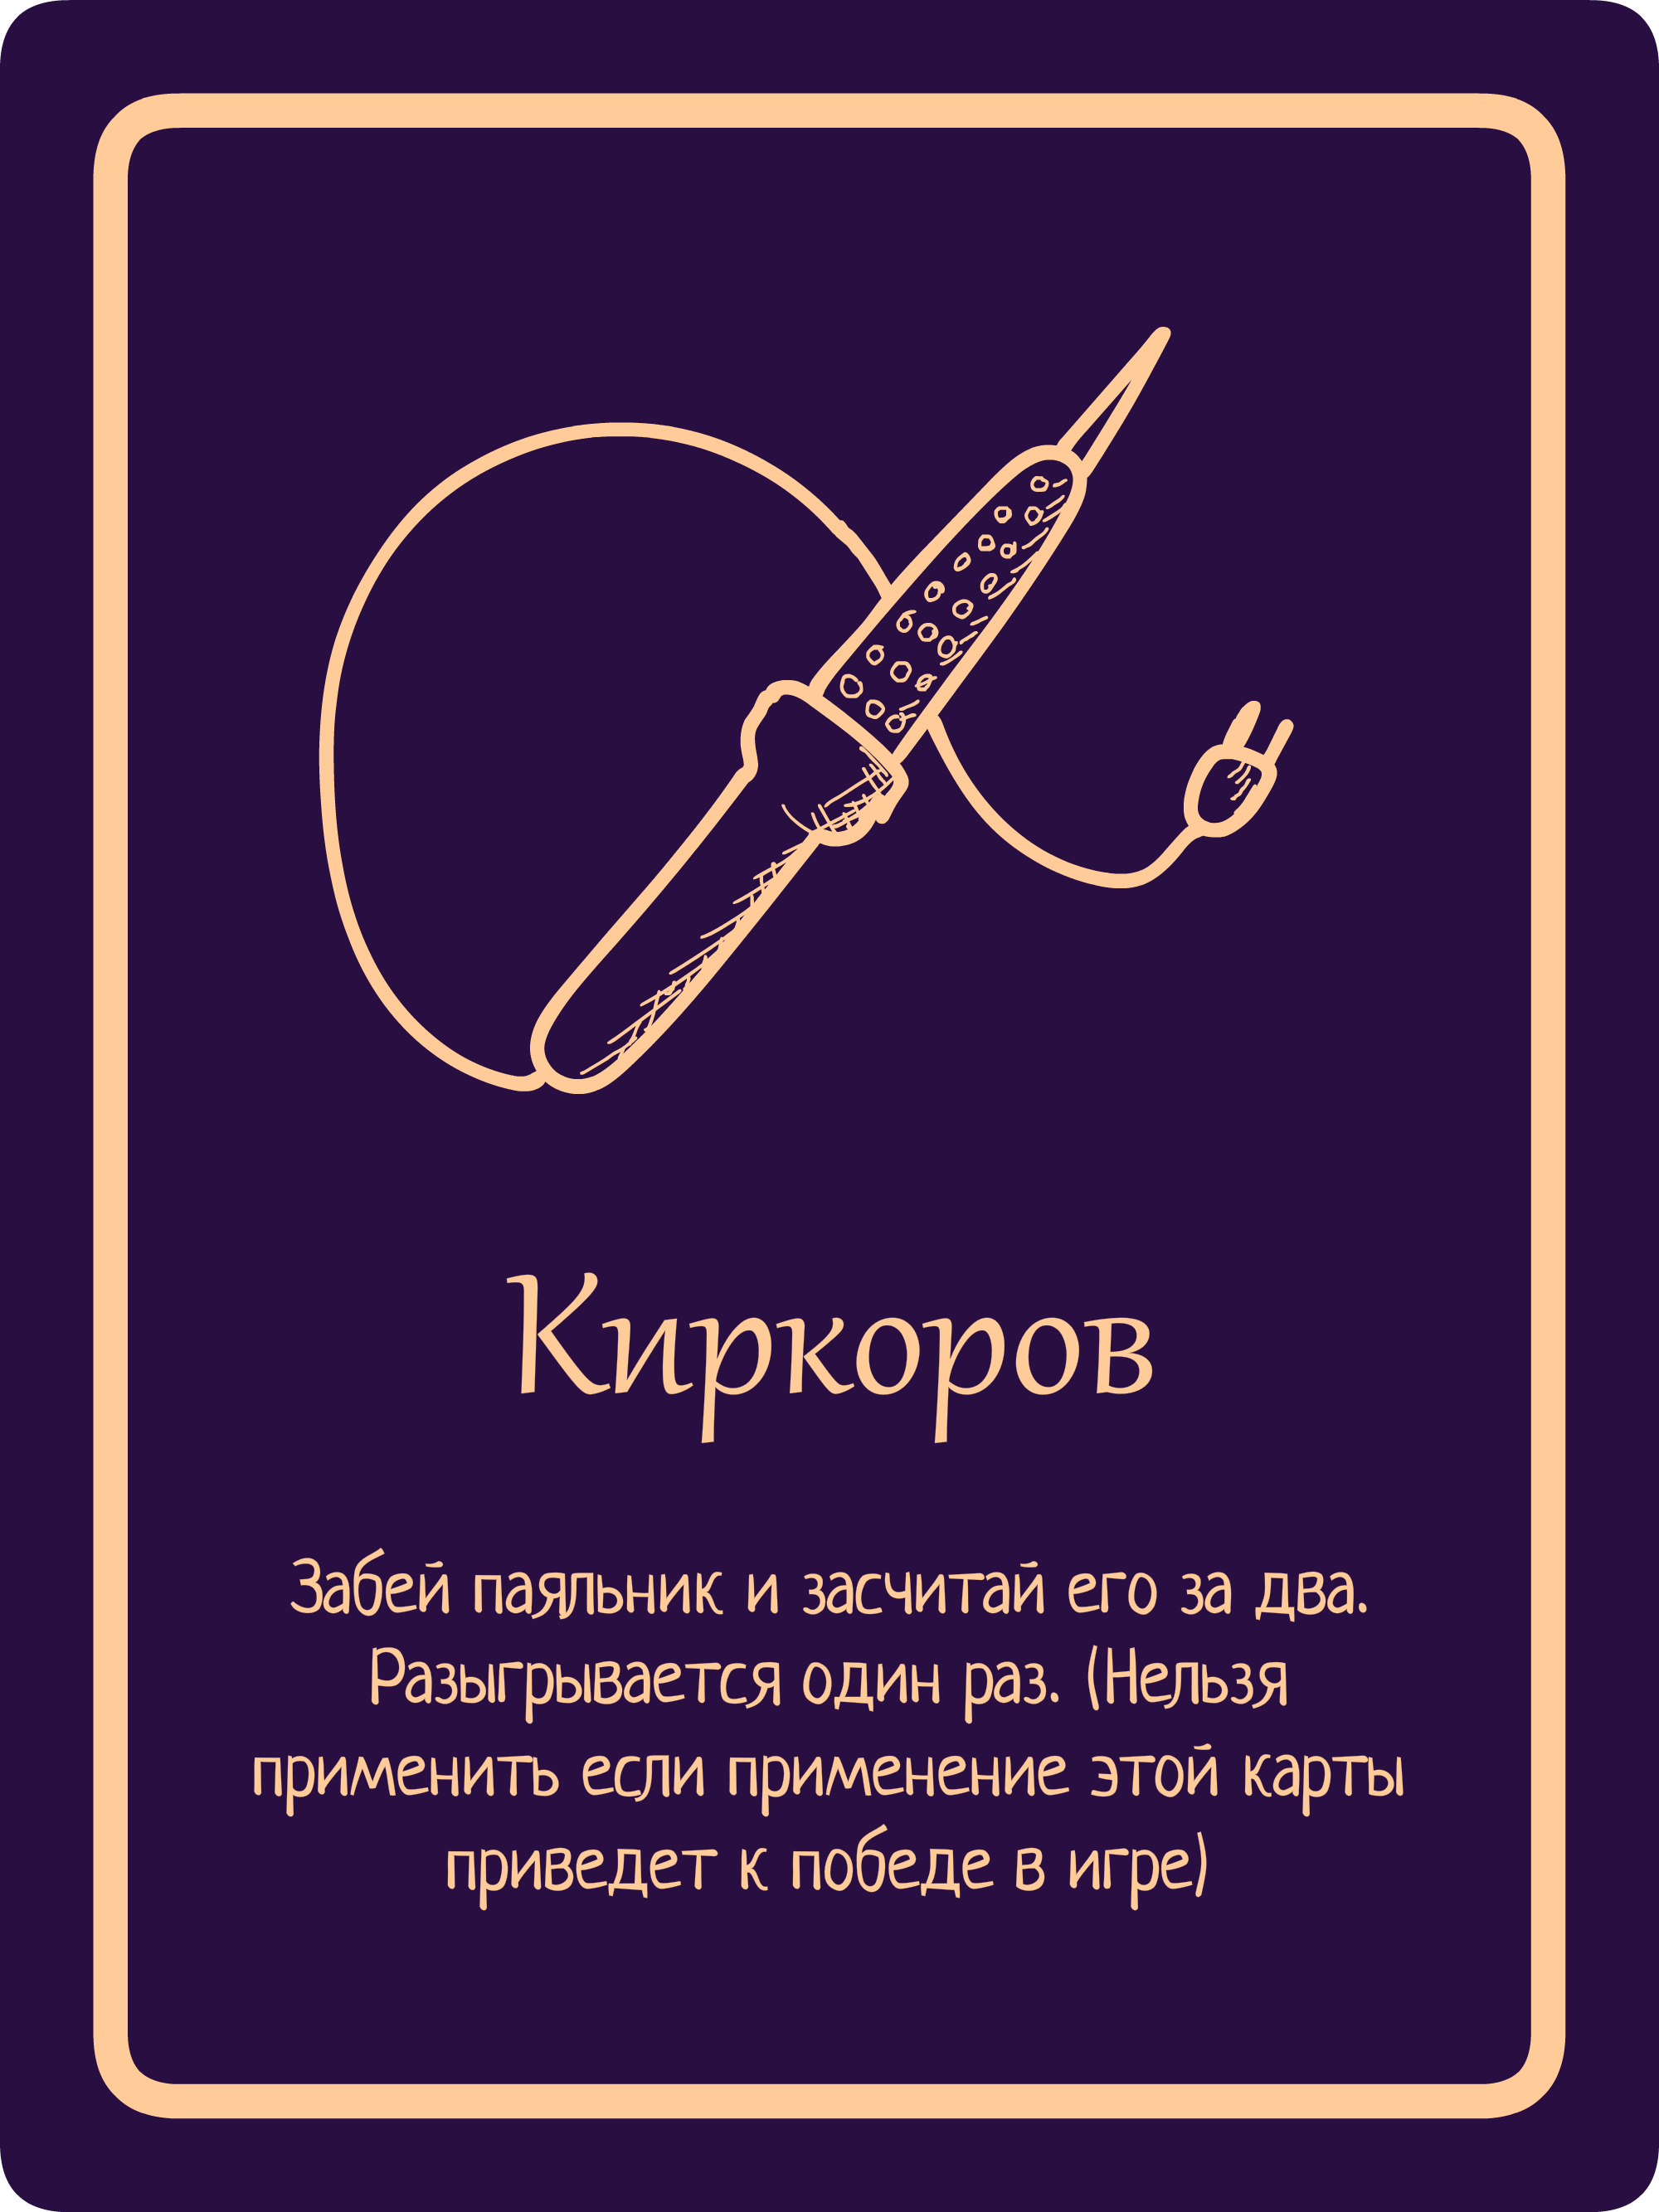 Киркоров
Забей паяльник и засчитай его за два.
Разыгрывается один раз. (Нельзя
применить если применение этой карты
приведет к победе в игре)